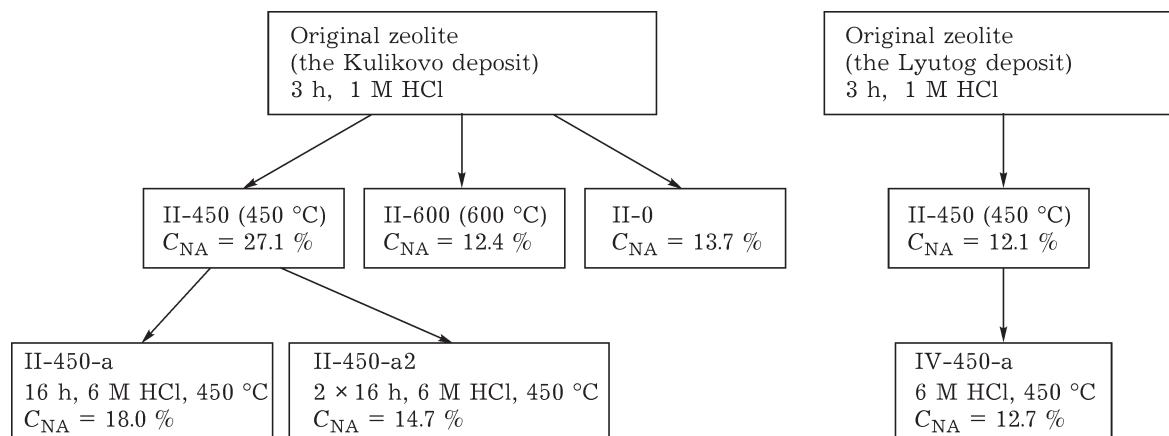 Original zeolite
(the Kulikovo deposit)
3 h, 1 M HCl
Original zeolite
(the Lyutog deposit)
3 h, 1 M HCl
II-450 (450 °C)
C_NA = 27.1 %
II-600 (600 °C)
C_NA = 12.4 %
II-0
C_NA = 13.7 %
II-450 (450 °C)
C_NA = 12.1 %
II-450-a
16 h, 6 M HCl, 450 °C
C_NA = 18.0 %
II-450-a2
2 × 16 h, 6 M HCl, 450 °C
C_NA = 14.7 %
IV-450-a
6 M HCl, 450 °C
C_NA = 12.7 %